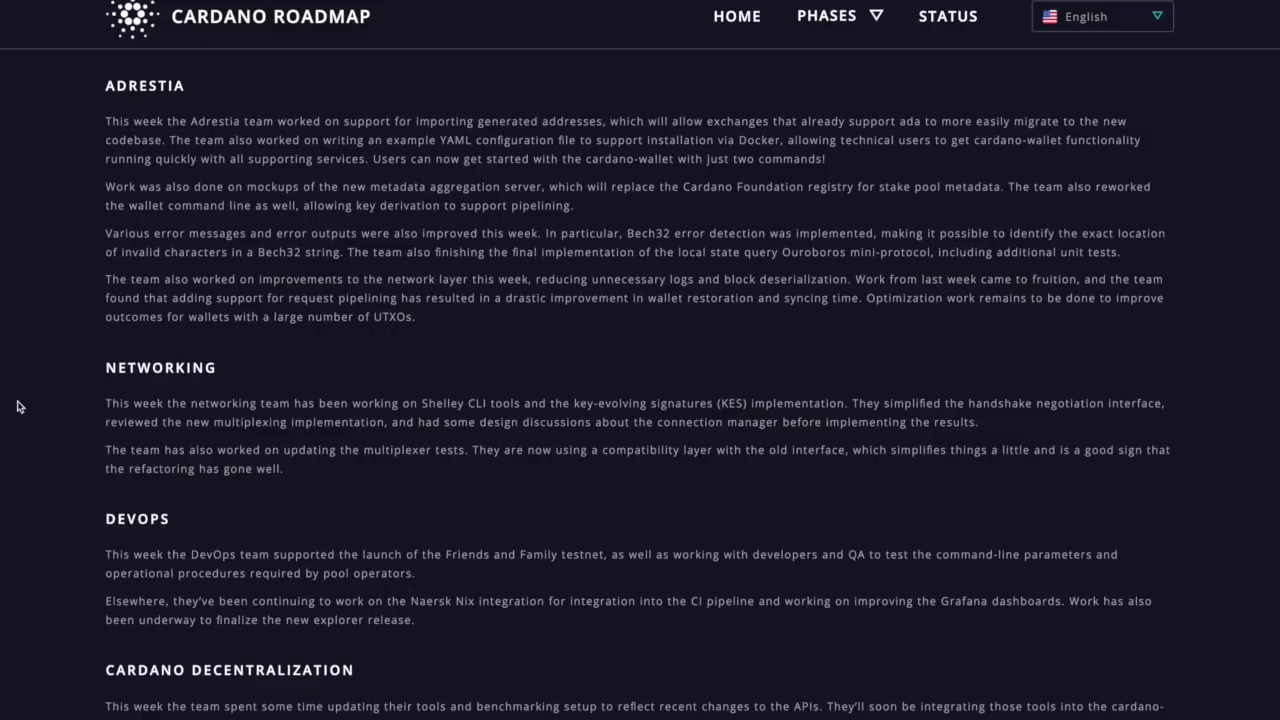 CARDANO ROADMAP
HOME PHASES STATUS English
ADRESTIA
This week the Adrestia team worked on support for importing generated addresses, which will allow exchanges that already support ada to more easily migrate to the new
codebase. The team also worked on writing an example YAML configuration file to support installation via Docker, allowing technical users to get cardano-wallet functionality
running quickly with all supporting services. Users can now get started with the cardano-wallet with just two commands!
Work was also done on mockups of the new metadata aggregation server, which will replace the Cardano Foundation registry for stake pool metadata. The team also reworked
the wallet command line as well, allowing key derivation to support pipelining.
Various error messages and error outputs were also improved this week. In particular, Bech32 error detection was implemented, making it possible to identify the exact location
of invalid characters in a Bech32 string. The team also finishing the final implementation of the local state query Ouroboros mini-protocol, including additional unit tests.
The team also worked on improvements to the network layer this week, reducing unnecessary logs and block deserialization. Work from last week came to fruition, and the team
found that adding support for request pipelining has resulted in a drastic improvement in wallet restoration and syncing time. Optimization work remains to be done to improve
outcomes for wallets with a large number of UTXOs.
NETWORKING
This week the networking team has been working on Shelley CLI tools and the key-evolving signatures (KES) implementation. They simplified the handshake negotiation interface,
reviewed the new multiplexing implementation, and had some design discussions about the connection manager before implementing the results.
The team has also worked on updating the multiplexer tests. They are now using a compatibility layer with the old interface, which simplifies things a little and is a good sign that
the refactoring has gone well.
DEVOPS
This week the DevOps team supported the launch of the Friends and Family testnet, as well as working with developers and QA to test the command-line parameters and
operational procedures required by pool operators.
Elsewhere, they've been continuing to work on the Naersk Nix integration for integration into the CI pipeline and working on improving the Grafana dashboards. Work has also
been underway to finalize the new explorer release.
CARDANO DECENTRALIZATION
This week the team spent some time updating their tools and benchmarking setup to reflect recent changes to the APIs. They'll soon be integrating those tools into the cardano-